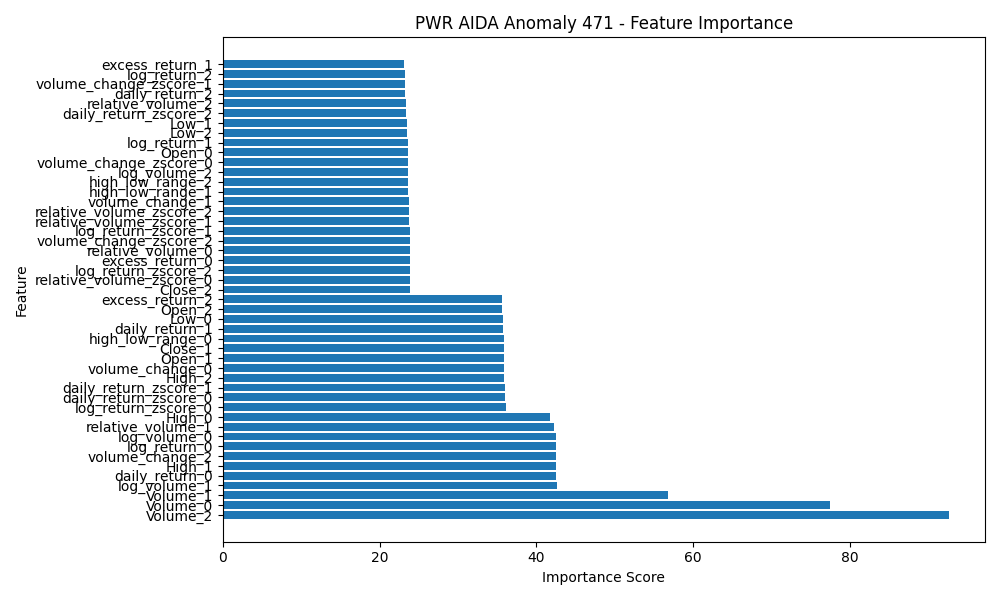 PWR AIDA Anomaly 471 - Feature Importance
excess_return_1
log_return_2
volume_change_zscore_1
daily_return_2
relative_volume_2
daily_return_zscore_2
Low_1
Low_2
log_return_1
Open_0
volume_change_zscore_0
log_volume_2
high_low_range_2
high_low_range_1
volume_change_1
relative_volume_zscore_2
relative_volume_zscore_1
log_return_zscore_1
volume_change_zscore_2
relative_volume_0
excess_return_0
log_return_zscore_2
relative_volume_zscore_0
Close_2
excess_return_2
Open_2
Low_0
daily_return_1
high_low_range_0
Close_1
Open_1
volume_change_0
High_2
daily_return_zscore_1
daily_return_zscore_0
log_return_zscore_0
High_0
relative_volume_1
log_volume_0
log_return_0
volume_change_2
High_1
daily_return_0
log_volume_1
Volume_1
Volume_0
Volume_2
Feature
0 20 40 60 80
Importance Score